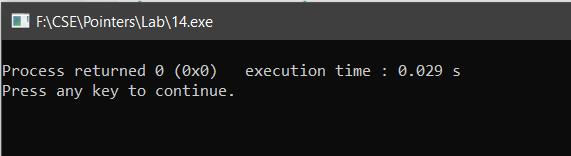 F:\CSE\Pointers\Lab\14.exe
Process returned 0 (0x0)   execution time : 0.029 s
Press any key to continue.